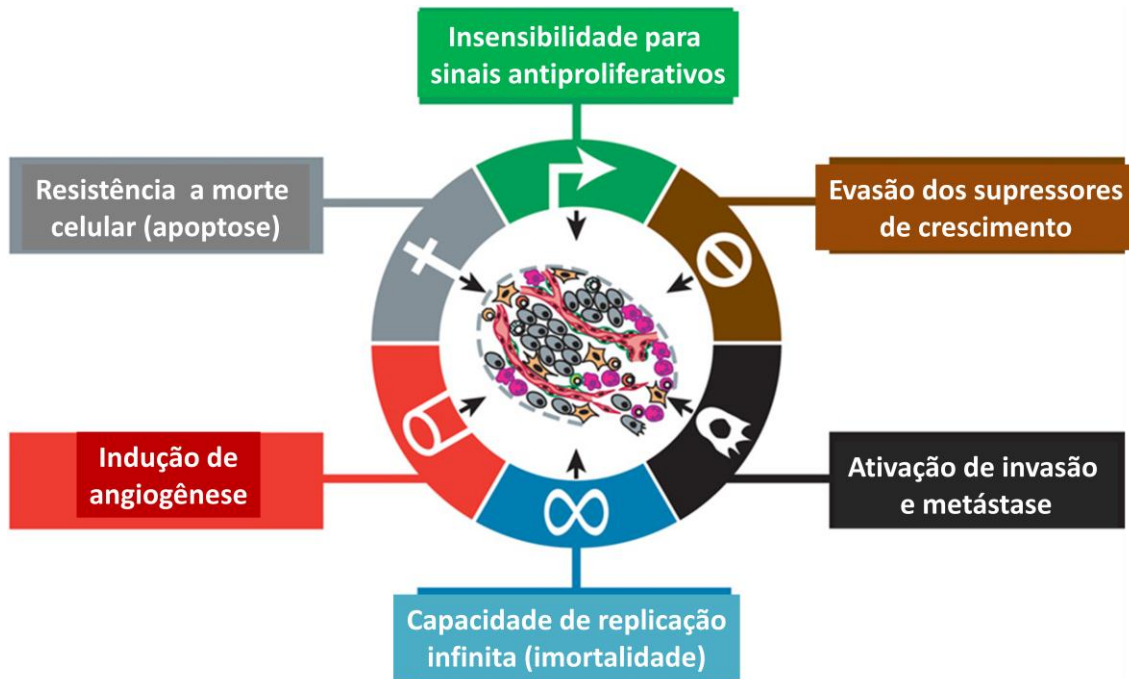 Insensibilidade para
sinais antiproliferativos
Resistência a morte
celular (apoptose)
Evasão dos supressores
de crescimento
Indução de
angiogênese
Ativação de invasão
e metástase
Capacidade de replicação
infinita (imortalidade)